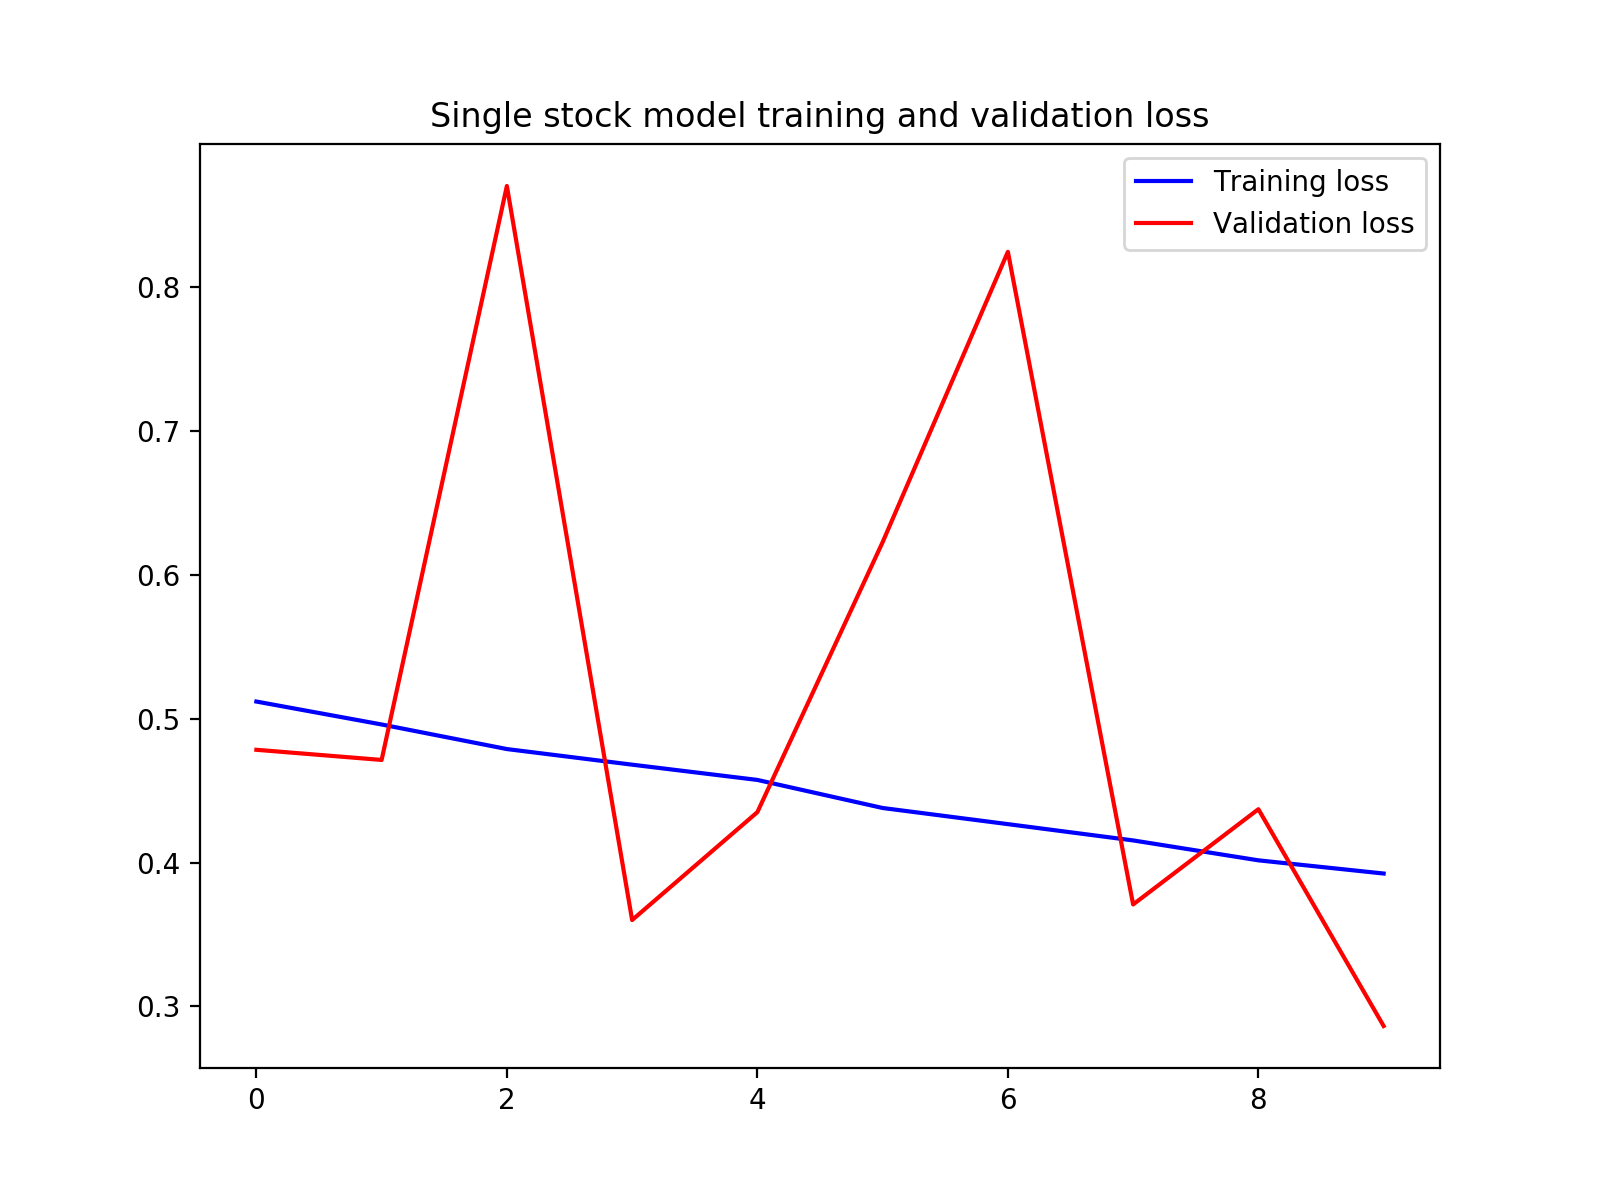 Single stock model training and validation loss
Training loss
Validation loss
0.8
0.7
0.6
0.5
0.4
0.3
0 2 4 6 8